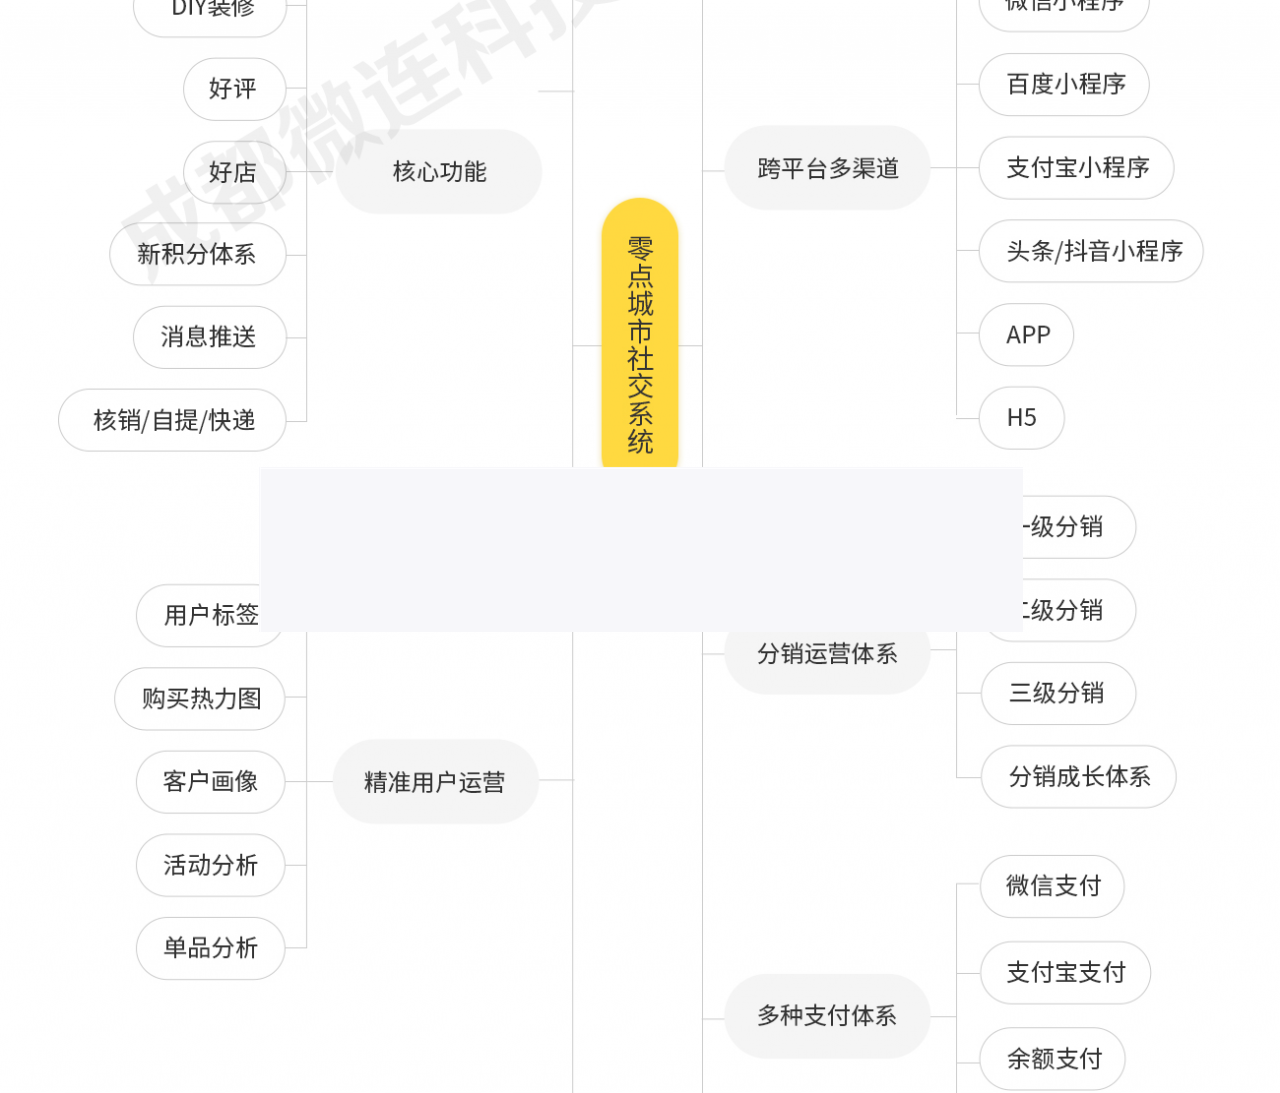 DIY装修
好评
好店
新积分体系
消息推送
核销/自提/快递
核心功能
成都微连科技
零点城市社交系统
跨平台多渠道
微信小程序
百度小程序
支付宝小程序
头条/抖音小程序
APP
H5
用户标签
购买热力图
客户画像
活动分析
单品分析
精准用户运营
分销运营体系
一级分销
二级分销
三级分销
分销成长体系
多种支付体系
微信支付
支付宝支付
余额支付